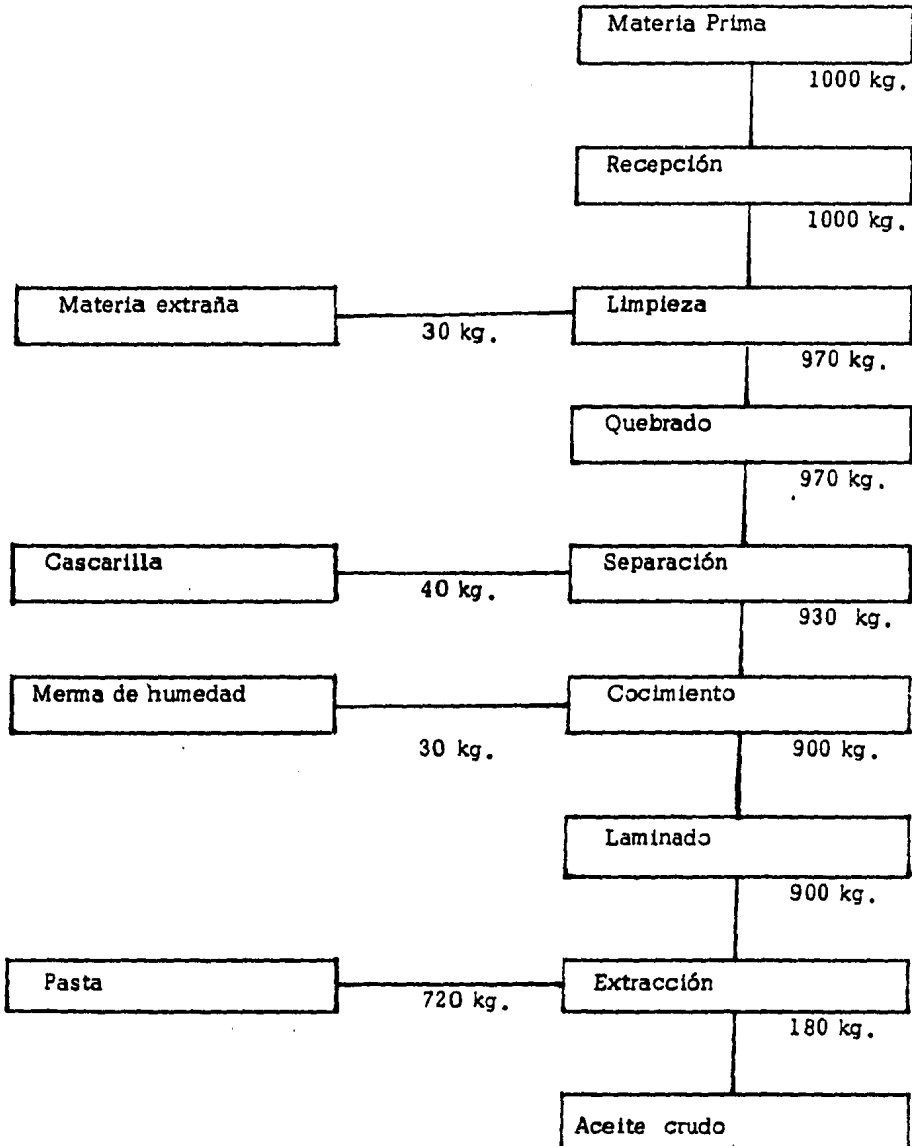 Materia Prima
1000 kg.
Recepción
1000 kg.
Materia extraña
30 kg.
Limpieza
970 kg.
Quebrado
970 kg.
Cascarilla
40 kg.
Separación
930 kg.
Merma de humedad
30 kg.
Cocimiento
900 kg.
Laminado
900 kg.
Pasta
720 kg.
Extracción
180 kg.
Aceite crudo